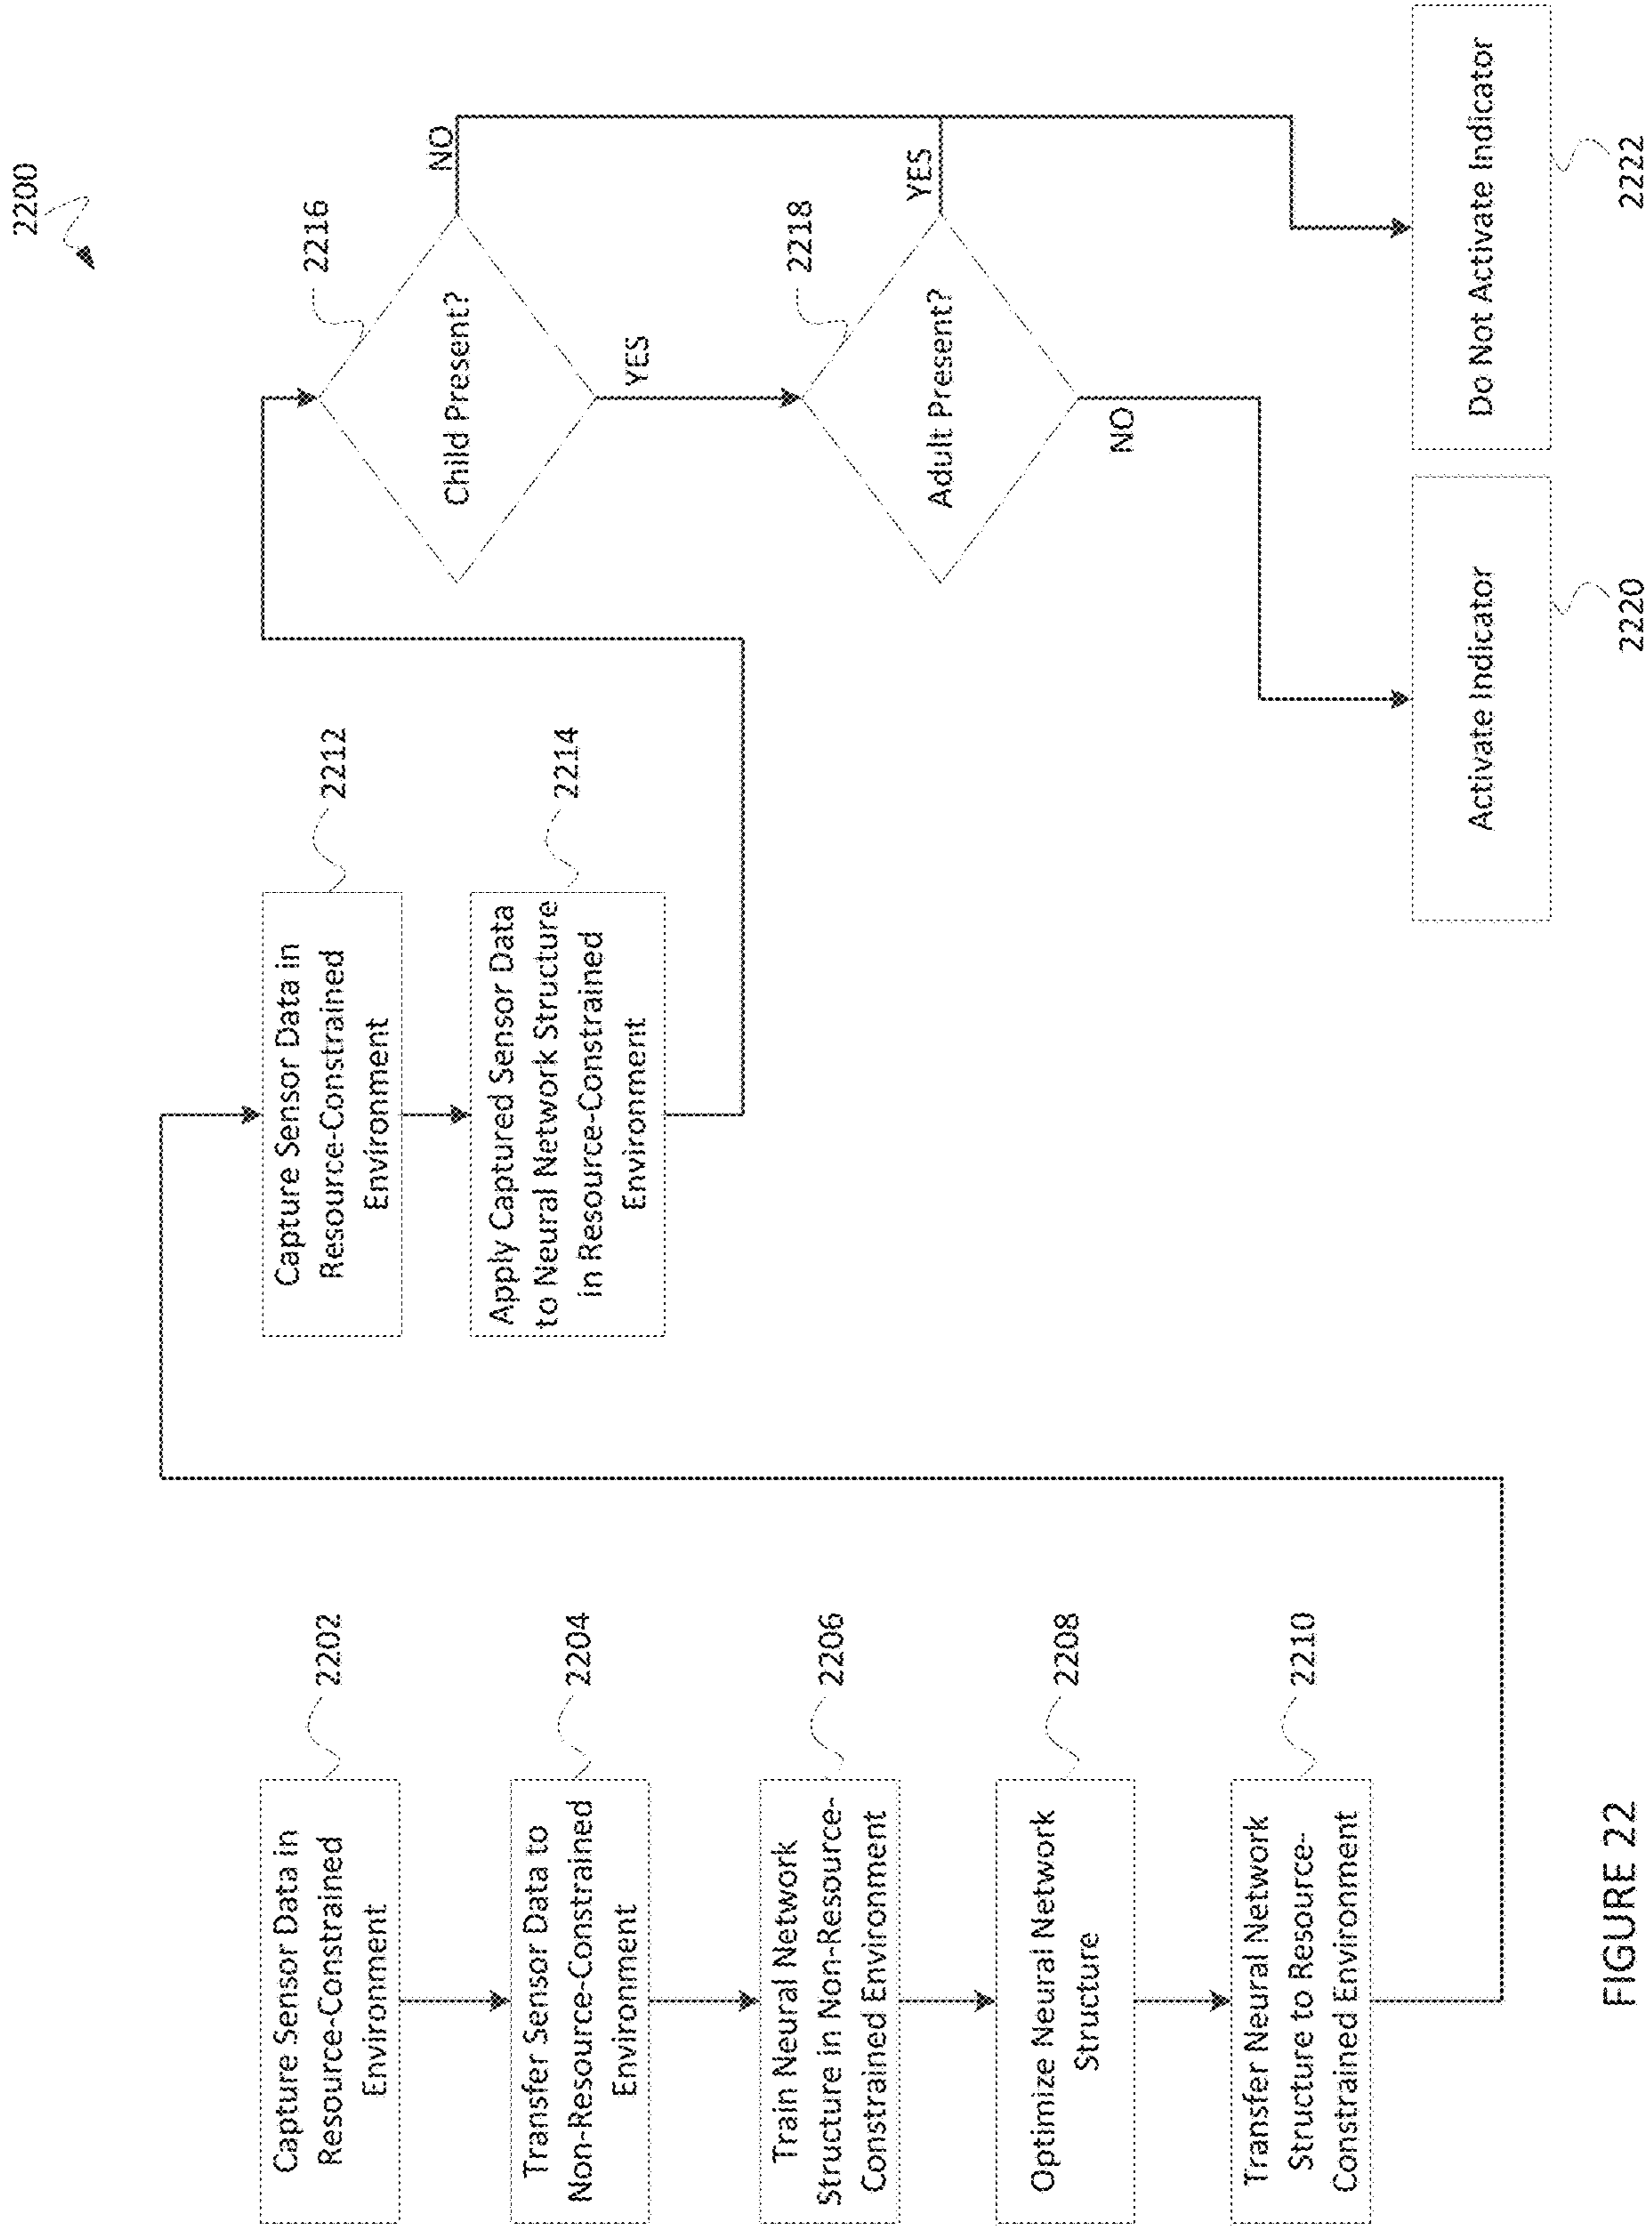 2200
Capture Sensor Data in
Resource-Constrained
Environment
2202
Transfer Sensor Data to
Non-Resource-Constrained
Environment
2204
Train Neural Network
Structure in Non-Resource-
Constrained Environment
2206
Optimize Neural Network
Structure
2208
Transfer Neural Network
Structure to Resource-
Constrained Environment
2210
Capture Sensor Data in
Resource-Constrained
Environment
2212
Apply Captured Sensor Data
to Neural Network Structure
in Resource-Constrained
Environment
2214
Child Present?
2216
NO
YES
Adult Present?
2218
YES
NO
Activate Indicator
2220
Do Not Activate Indicator
2222
FIGURE 22